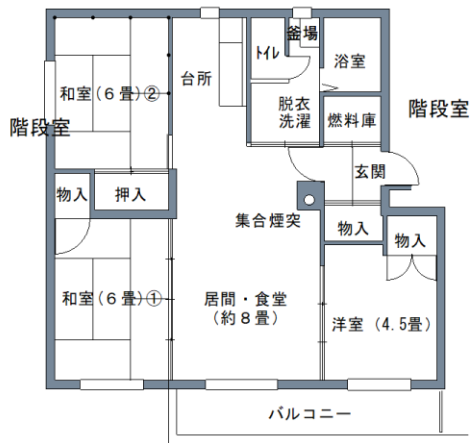 釜場
トイレ
浴室
台所
和室(6畳)②
脱衣
洗濯
燃料庫
階段室
階段室
玄関
物入
押入
集合煙突
物入
物入
和室(6畳)①
居間・食堂
(約8畳)
洋室(4.5畳)
バルコニー